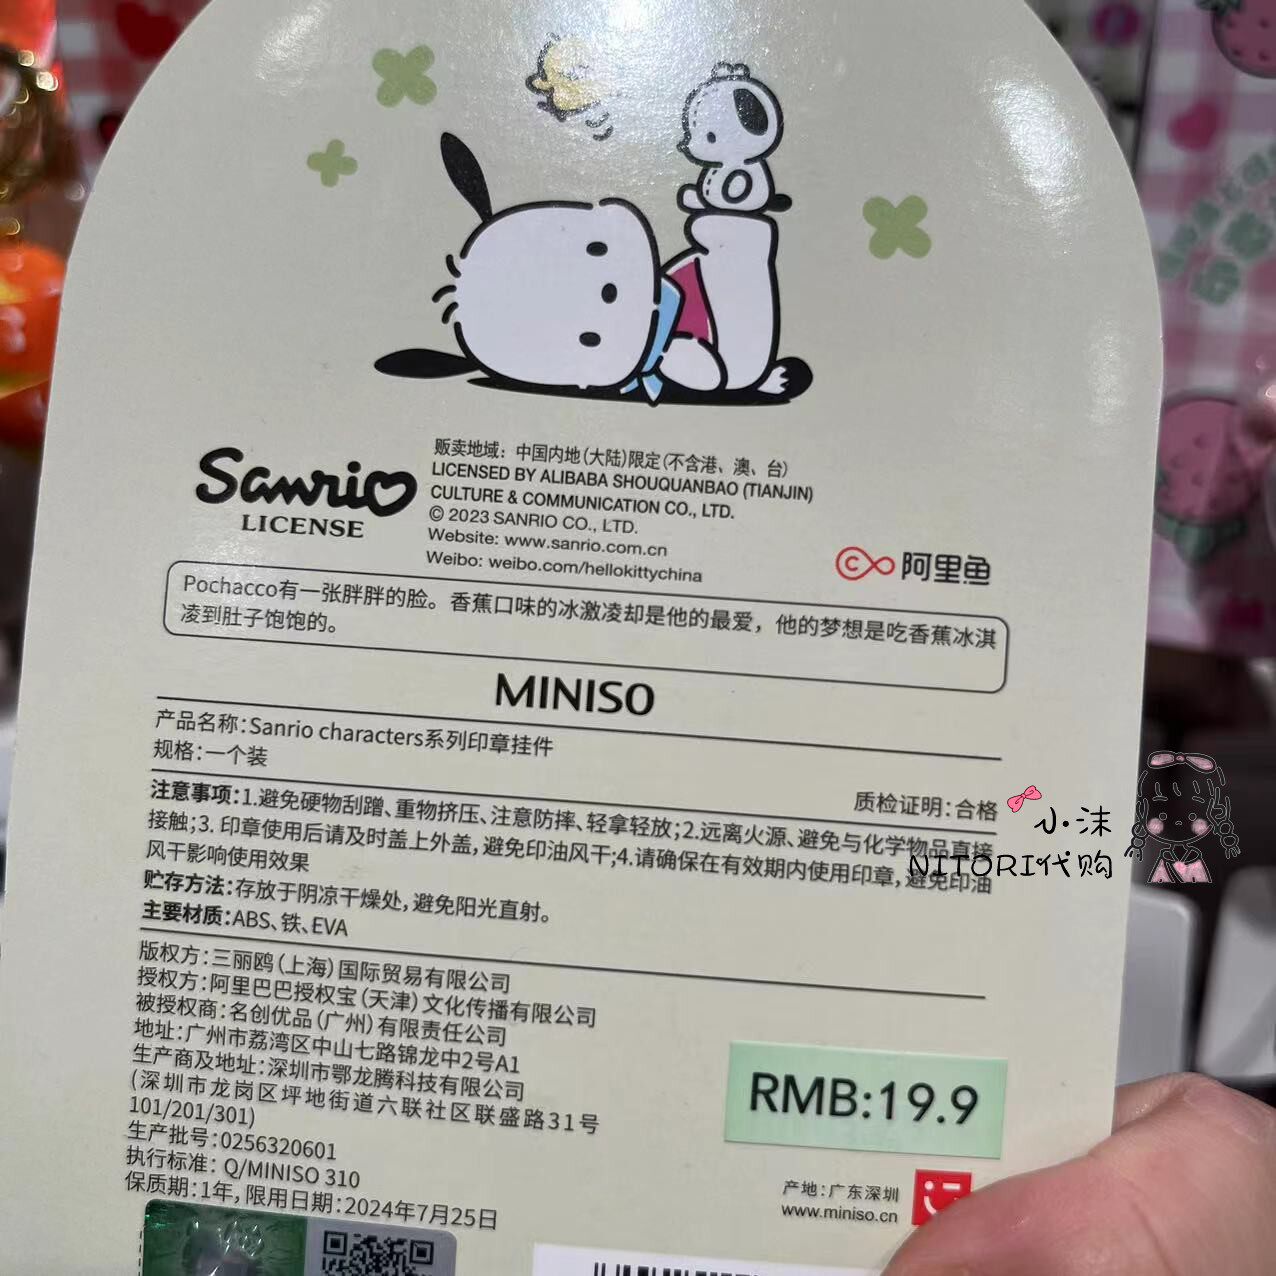 贩卖地域：中国内地（大陆）限定（不含港、澳、台）
Sanrio
LICENSE
LICENSED BY ALIBABA SHOUQUANBAO (TIANJIN)
CULTURE & COMMUNICATION CO., LTD.
© 2023 SANRIO CO., LTD.
Website: www.sanrio.com.cn
Weibo: weibo.com/hellokittychina
阿里鱼
Pochacco有一张胖胖的脸。香蕉口味的冰激凌却是他的最爱，他的梦想是吃香蕉冰淇
凌到肚子饱饱的。
MINISO
产品名称：Sanrio characters系列印章挂件
规格：一个装
质检证明：合格
注意事项：1.避免硬物刮蹭、重物挤压、注意防摔、轻拿轻放；2.远离火源、避免与化学物品直接
接触；3. 印章使用后请及时盖上外盖，避免印油风干；4.请确保在有效期内使用印章，避免印油
风干影响使用效果
贮存方法：存放于阴凉干燥处，避免阳光直射。
主要材质：ABS、铁、EVA
小沫
NITORI代购
版权方：三丽鸥（上海）国际贸易有限公司
授权方：阿里巴巴授权宝（天津）文化传播有限公司
被授权商：名创优品（广州）有限责任公司
地址：广州市荔湾区中山七路锦龙中2号A1
生产商及地址：深圳市鄂龙腾科技有限公司
（深圳市龙岗区坪地街道六联社区联盛路31号
101/201/301）
生产批号：0256320601
执行标准：Q/MINISO 310
保质期：1年，限用日期：2024年7月25日
RMB:19.9
产地：广东深圳
www.miniso.cn